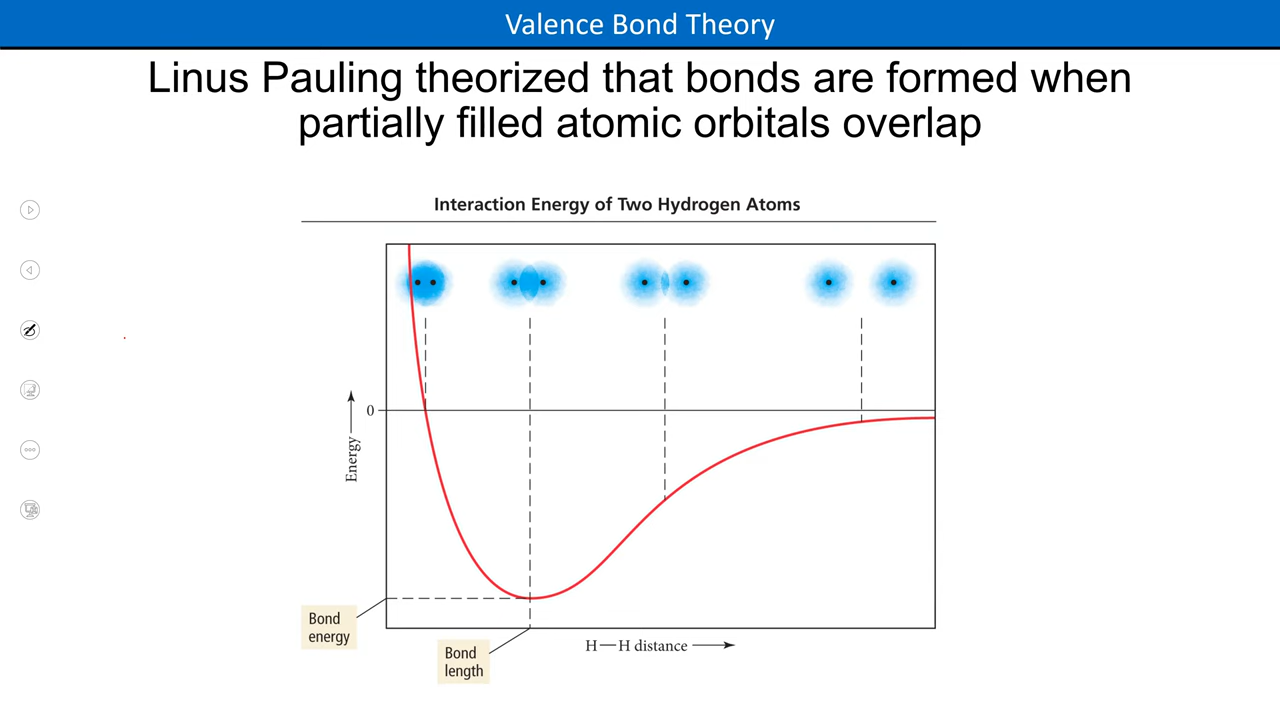 Valence Bond Theory
Linus Pauling theorized that bonds are formed when
partially filled atomic orbitals overlap
Interaction Energy of Two Hydrogen Atoms
0
Energy
Bond
energy
Bond
length
H—H distance